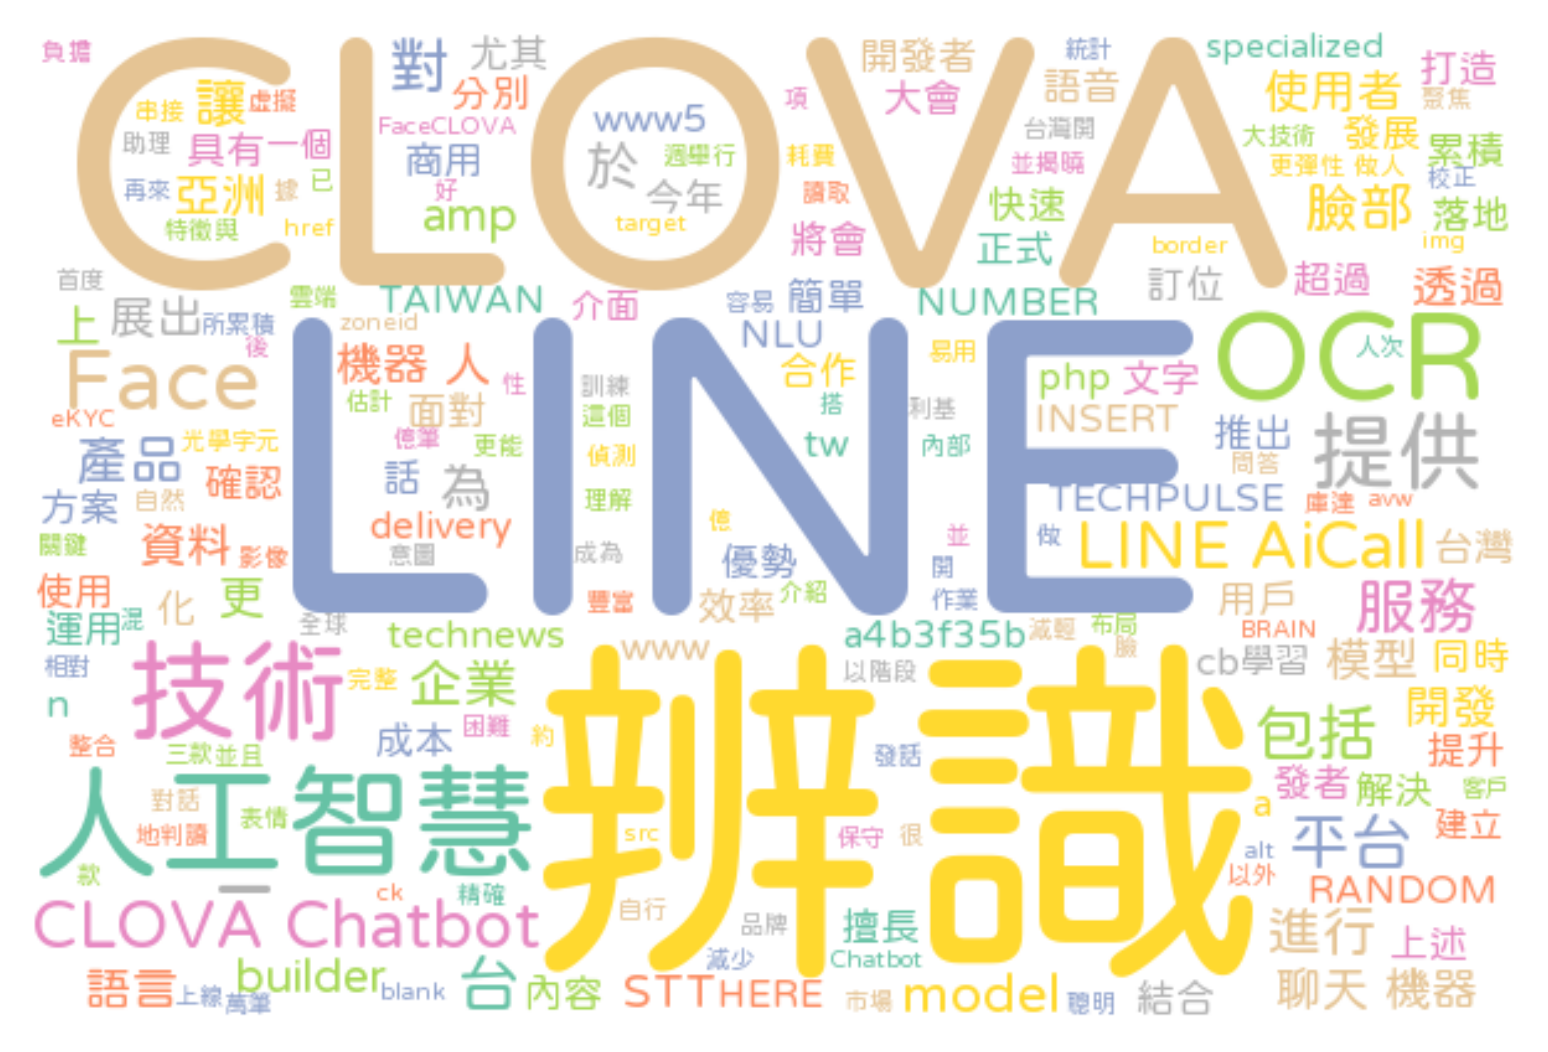 負擔 CLOVA 對 尤其 開發者 統計 specialized 打造
串接 讓 虛擬 分別 www5 項 大會 語音 使用者 聚焦
助理 具有 一個 FaceCLOVA 商用 於 週舉行 耗費 台灣開 大技術 發展 累積
再來 亞洲 據 已 好 今年 讀取 並揭曉 更彈性 做人 校正
特徵與 href amp target 將會 快速 臉部 落地
正式 border img
首度 雲端 TAIWAN 介面 容易 簡單 NUMBER 訂位 超過 透過
上 展出 所累積 zoneid NLU OCR
後 LINE 人次
Face 機器 人 性 訓練 合作 易用 php 文字
eKYC 估計 面對 這個 搭 利基 INSERT 提供
產品 光學字元 億筆 更能 偵測 tw 內部 推出
方案 自然 確認 話 為 理解 問答 TECHPULSE 庫達 avw
關鍵 資料 影像 delivery 意圖 成為 億 優勢 並 做 LINE AiCall 台灣
使用 化 更 豐富 效率 介紹 開 作業 用戶 服務
運用 混 全球 technews www a4b3f35b 減輕 布局 BRAIN
相對 技術 完整 企業 辨識 以階段 臉 cb學習 模型 同時
n 困難 包括 開發
整合 三款 並且 成本 約 發話 提升
人工智慧 發者 解決 客戶
對話 表情 a 平台 建立
地判讀 src 保守 很 alt
款 一 ck 精確 以外 RANDOM
CLOVA Chatbot 自行 品牌 擅長 進行 上述
語言 上線 萬筆 builder blank 台 內容 減少 Chatbot
STT HERE 市場 model 聰明 結合 聊天 機器